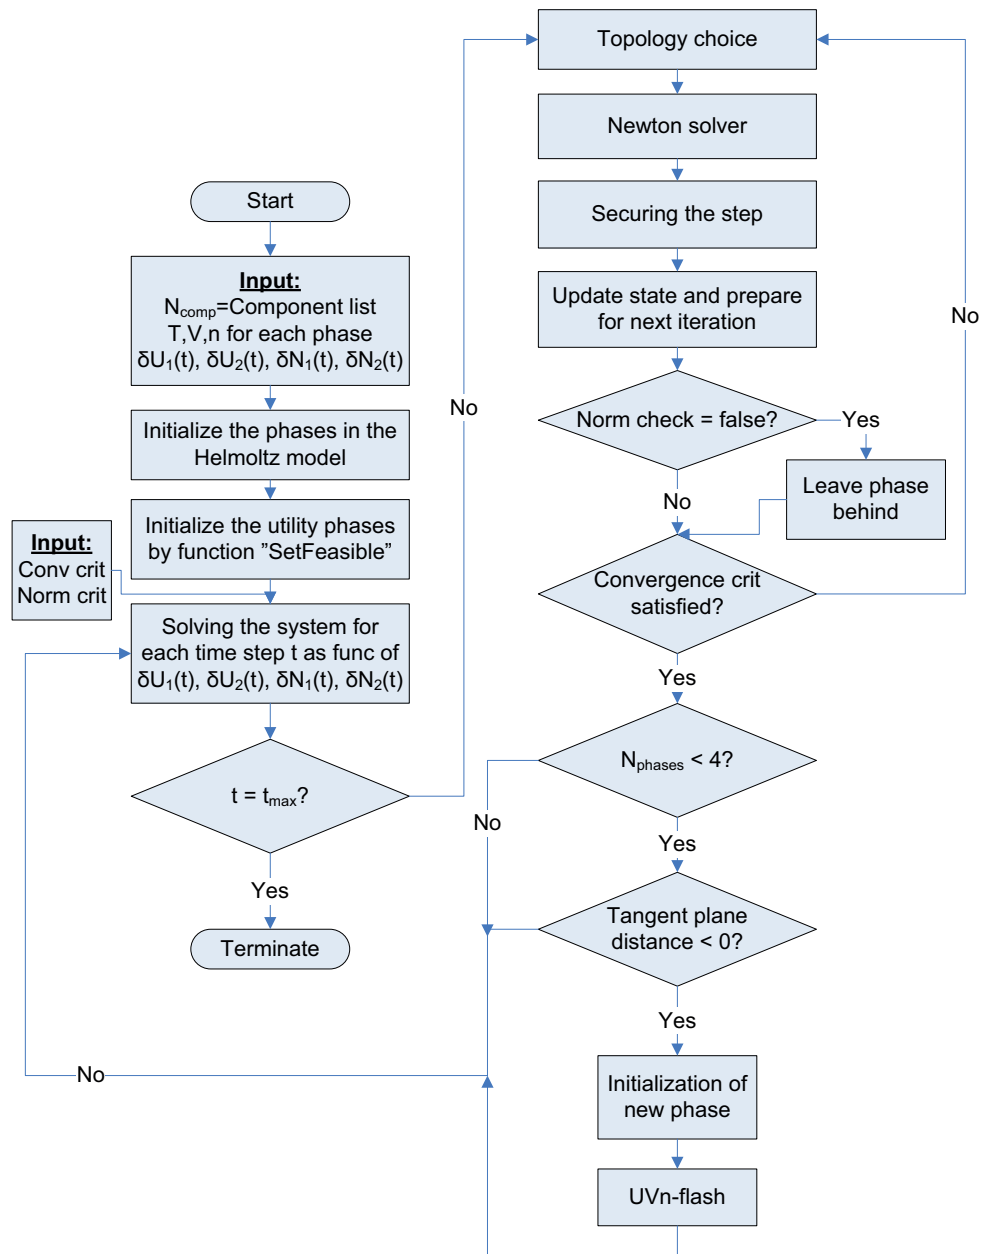 Start
Input:
N_comp=Component list
T,V,n for each phase
δU₁(t), δU₂(t), δN₁(t), δN₂(t)
Initialize the phases in the
Helmoltz model
Initialize the utility phases
by function ”SetFeasible”
Input:
Conv crit
Norm crit
Solving the system for
each time step t as func of
δU₁(t), δU₂(t), δN₁(t), δN₂(t)
t = t_max?
Yes
Terminate
No
Topology choice
Newton solver
Securing the step
Update state and prepare
for next iteration
Norm check = false?
Yes
Leave phase
behind
No
Convergence crit
satisfied?
No
Yes
N_phases < 4?
No
Yes
Tangent plane
distance < 0?
No
Yes
Initialization of
new phase
UVn-flash